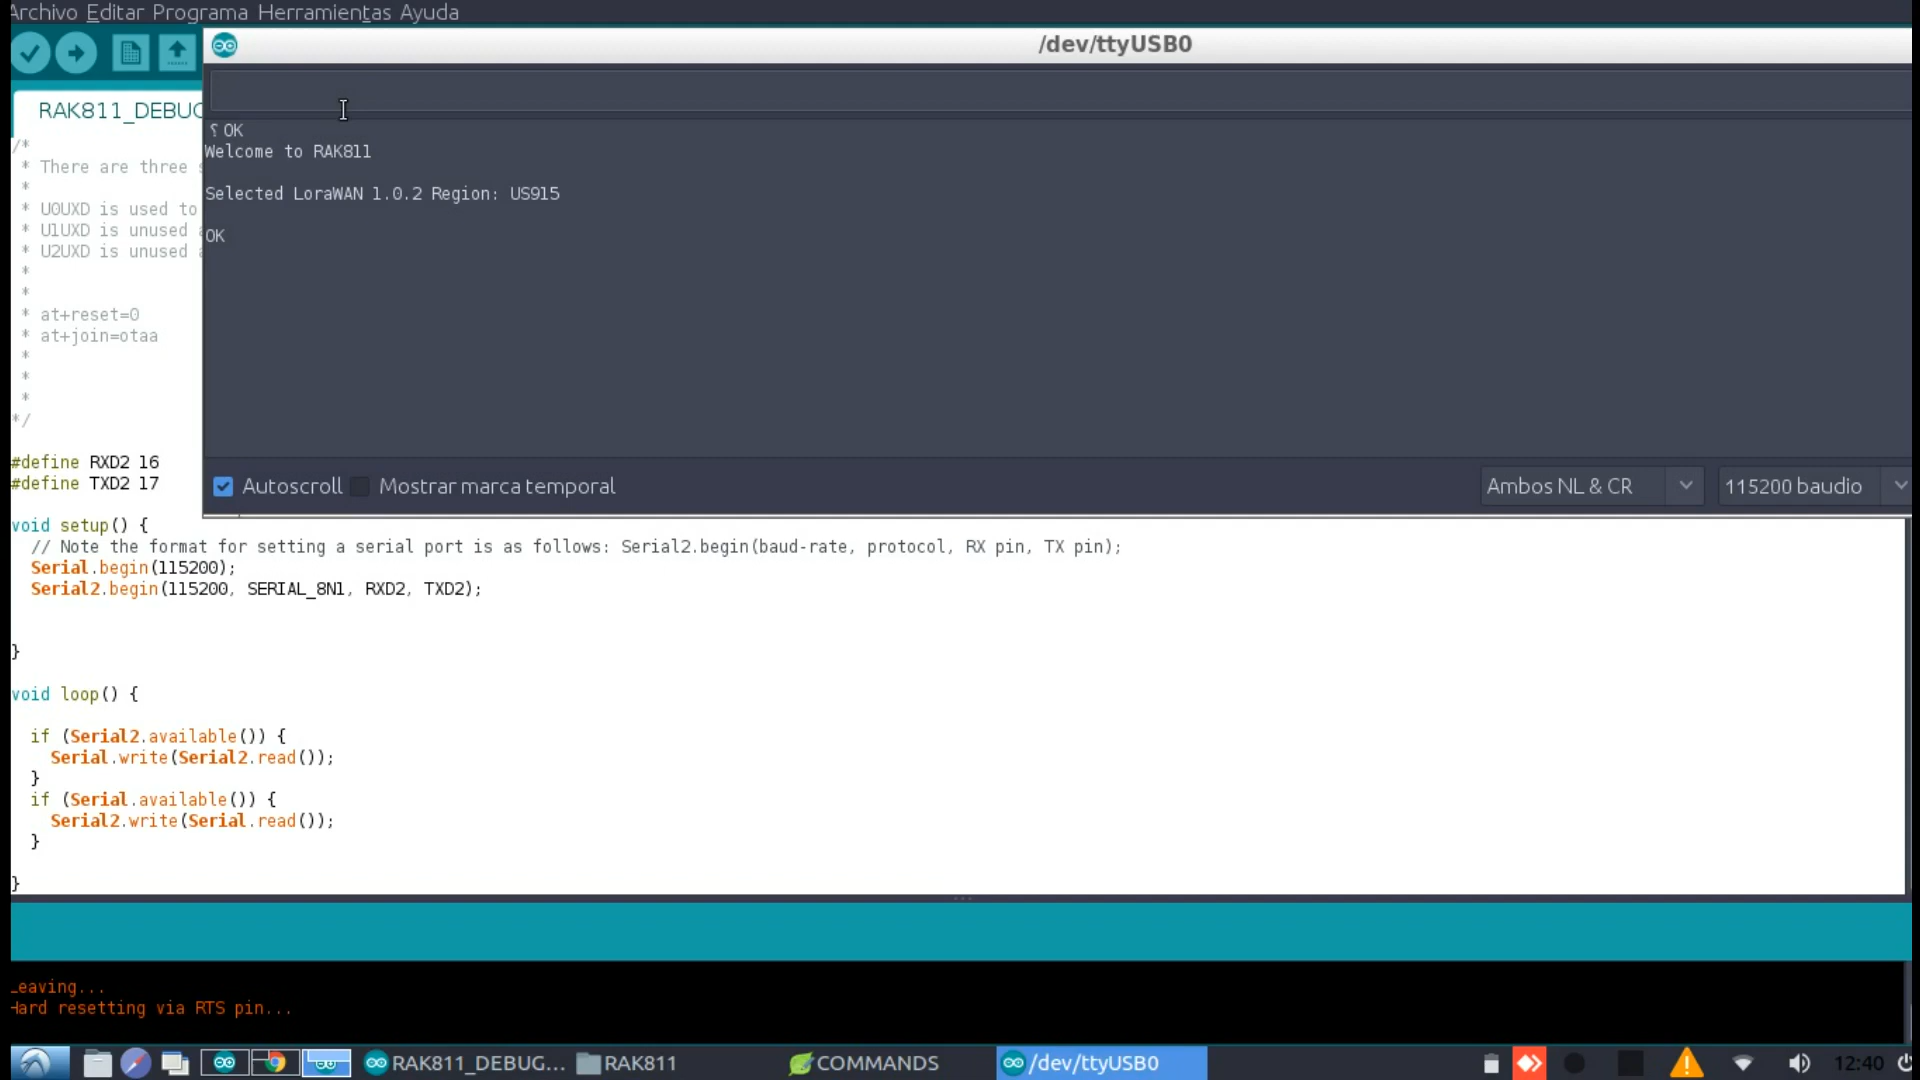 Archivo Editar Programa Herramientas Ayuda
/dev/ttyUSB0
RAK811_DEBUG
⸮OK
Welcome to RAK811
Selected LoraWAN 1.0.2 Region: US915
OK
/*
* There are three
*
* U0UXD is used to
* U1UXD is unused
* U2UXD is unused
*
*
* at+reset=0
* at+join=otaa
*
*
*
*/
Autoscroll Mostrar marca temporal Ambos NL & CR 115200 baudio
#define RXD2 16
#define TXD2 17
void setup() {
// Note the format for setting a serial port is as follows: Serial2.begin(baud-rate, protocol, RX pin, TX pin);
Serial.begin(115200);
Serial2.begin(115200, SERIAL_8N1, RXD2, TXD2);
}
void loop() {
if (Serial2.available()) {
Serial.write(Serial2.read());
}
if (Serial.available()) {
Serial2.write(Serial.read());
}
}
Leaving...
Hard resetting via RTS pin...
RAK811_DEBUG... RAK811 COMMANDS /dev/ttyUSB0 12:40